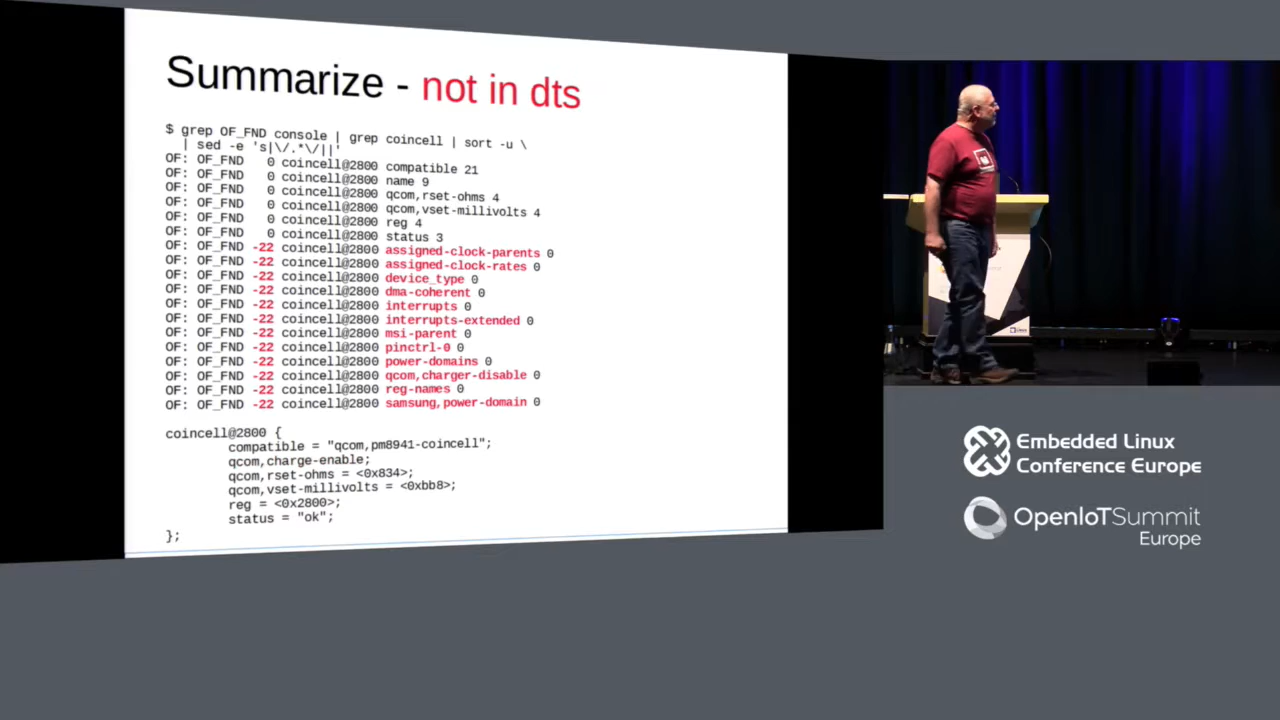 Summarize - not in dts
$ grep OF_FND console | grep coincell | sort -u \
| sed -e 's|\/.*\/||'
OF: OF_FND 0 coincell@2800 compatible 21
OF: OF_FND 0 coincell@2800 name 9
OF: OF_FND 0 coincell@2800 qcom,rset-ohms 4
OF: OF_FND 0 coincell@2800 qcom,vset-millivolts 4
OF: OF_FND 0 coincell@2800 reg 4
OF: OF_FND 0 coincell@2800 status 3
OF: OF_FND -22 coincell@2800 assigned-clock-parents 0
OF: OF_FND -22 coincell@2800 assigned-clock-rates 0
OF: OF_FND -22 coincell@2800 device_type 0
OF: OF_FND -22 coincell@2800 dma-coherent 0
OF: OF_FND -22 coincell@2800 interrupts 0
OF: OF_FND -22 coincell@2800 interrupts-extended 0
OF: OF_FND -22 coincell@2800 msi-parent 0
OF: OF_FND -22 coincell@2800 pinctrl-0 0
OF: OF_FND -22 coincell@2800 power-domains 0
OF: OF_FND -22 coincell@2800 qcom,charger-disable 0
OF: OF_FND -22 coincell@2800 reg-names 0
OF: OF_FND -22 coincell@2800 samsung,power-domain 0
coincell@2800 {
compatible = "qcom,pm8941-coincell";
qcom,charge-enable;
qcom,rset-ohms = <0x834>;
qcom,vset-millivolts = <0xbb8>;
reg = <0x2800>;
status = "ok";
};
Embedded Linux
Conference Europe
OpenIoTSummit
Europe